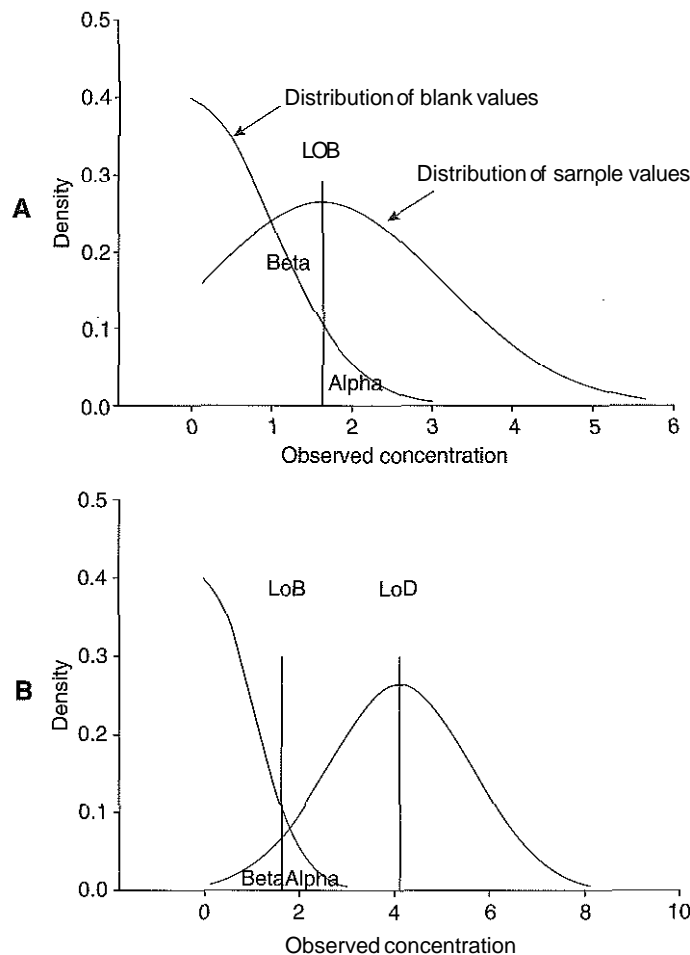 A
0.5
0.4
0.3
0.2
0.1
0.0
Density
Distribution of blank values
LOB
Distribution of sarnple values
Beta
Alpha
0 1 2 3 4 5 6
Observed concentration
B
0.5
0.4
0.3
0.2
0.1
0.0
Density
LoB LoD
Beta Alpha
0 2 4 6 8 10
Observed concentration